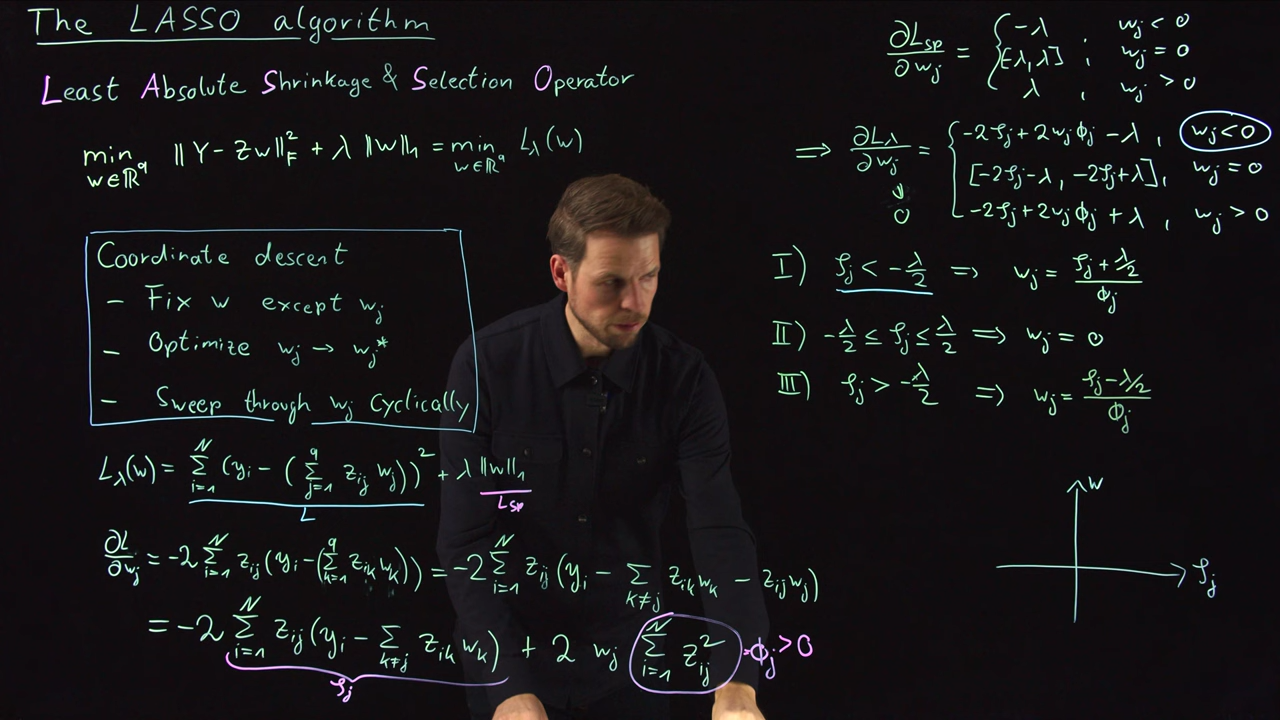 The LASSO algorithm
Least Absolute Shrinkage & Selection Operator
min_{w∈ℝ^q} ||Y - Zw||_F^2 + λ ||w||_1 = min_{w∈ℝ^q} L_λ(w)
Coordinate descent
- Fix w except w_j
- Optimize w_j → w_j*
- Sweep through w_j cyclically
L_λ(w) = Σ_{i=1}^N (y_i - (Σ_{j=1}^q z_ij w_j))^2 + λ ||w||_1
L
L_sp
∂L/∂w_j = -2 Σ_{i=1}^N z_ij (y_i - (Σ_{k=1}^q z_ik w_k)) = -2 Σ_{i=1}^N z_ij (y_i - Σ_{k≠j} z_ik w_k - z_ij w_j)
= -2 Σ_{i=1}^N z_ij (y_i - Σ_{k≠j} z_ik w_k) + 2 w_j Σ_{i=1}^N z_ij^2 = ϕ_j > 0
ρ_j
∂L_sp/∂w_j = { -λ , w_j < 0
[-λ, λ] , w_j = 0
λ , w_j > 0
⇒ ∂L_λ/∂w_j = { -2ρ_j + 2w_j ϕ_j - λ , w_j < 0
[-2ρ_j - λ, -2ρ_j + λ], w_j = 0
0
-2ρ_j + 2w_j ϕ_j + λ , w_j > 0
I) ρ_j < -λ/2 ⇒ w_j = (ρ_j + λ/2)/ϕ_j
II) -λ/2 ≤ ρ_j ≤ λ/2 ⇒ w_j = 0
III) ρ_j > -λ/2 ⇒ w_j = (ρ_j - λ/2)/ϕ_j
w
ρ_j